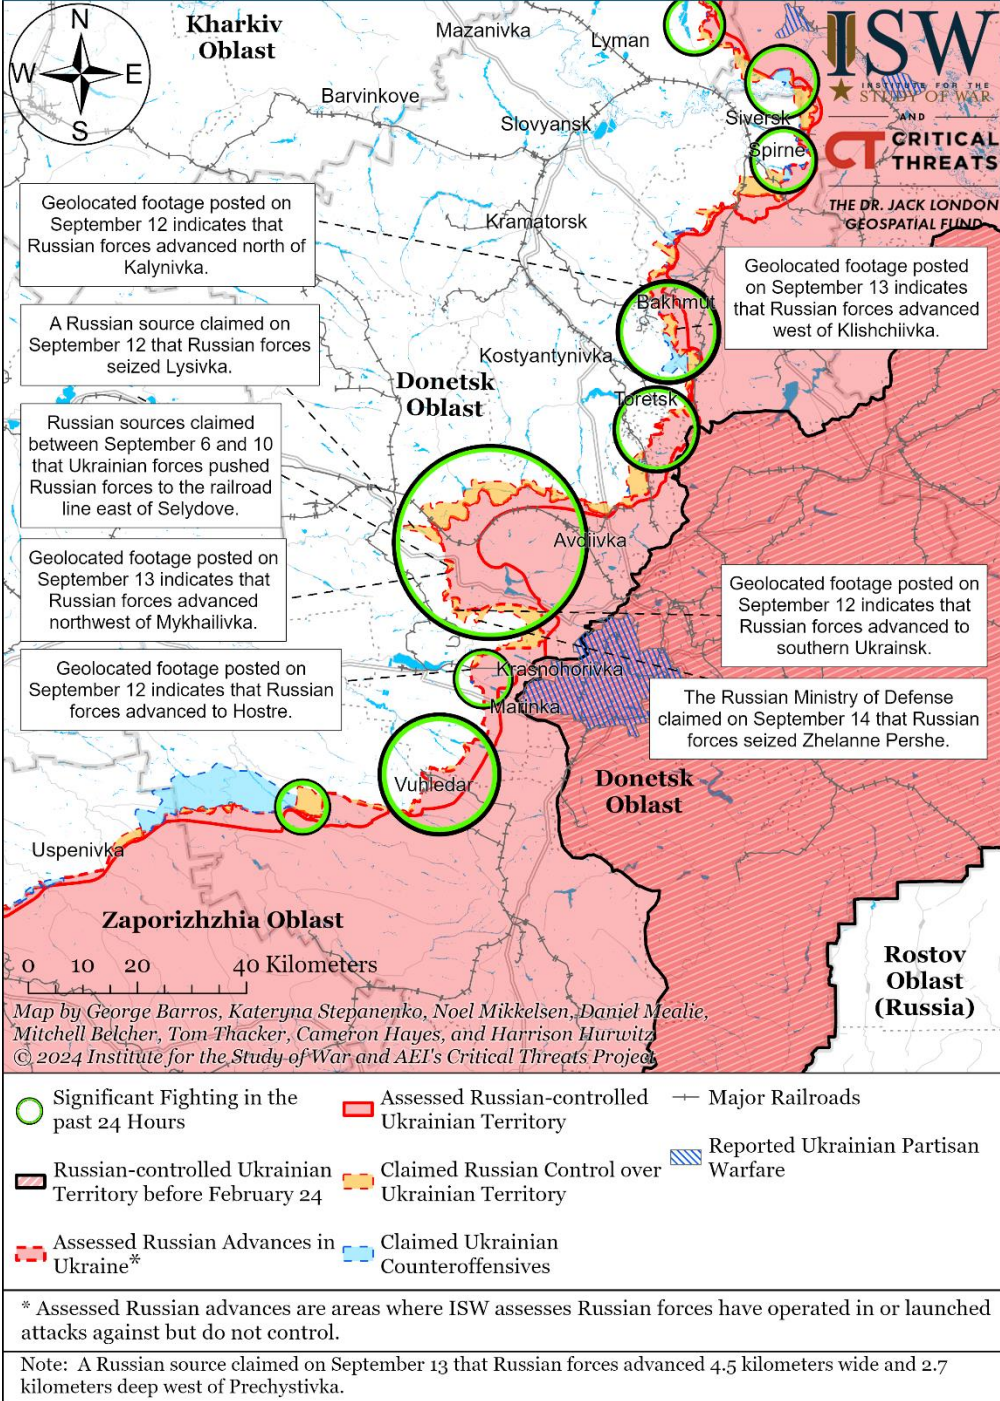 N
W
E
S
Kharkiv
Oblast
Mazanivka
Lyman
Barvinkove
Slovyansk
Siversk
Spirne
ISW
INSTITUTE FOR THE
STUDY OF WAR
AND
CT CRITICAL
THREATS
THE DR. JACK LONDON
GEOSPATIAL FUND
Geolocated footage posted on
September 12 indicates that
Russian forces advanced north of
Kalynivka.
Kramatorsk
Geolocated footage posted
on September 13 indicates
that Russian forces advanced
west of Klishchiivka.
Bakhmut
A Russian source claimed on
September 12 that Russian forces
seized Lysivka.
Kostyantynivka
Donetsk
Oblast
Toretsk
Russian sources claimed
between September 6 and 10
that Ukrainian forces pushed
Russian forces to the railroad
line east of Selydove.
Avdiivka
Geolocated footage posted on
September 13 indicates that
Russian forces advanced
northwest of Mykhailivka.
Geolocated footage posted on
September 12 indicates that
Russian forces advanced to
southern Ukrainsk.
Geolocated footage posted on
September 12 indicates that Russian
forces advanced to Hostre.
Krasnohorivka
Marinka
The Russian Ministry of Defense
claimed on September 14 that Russian
forces seized Zhelanne Pershe.
Vuhledar
Donetsk
Oblast
Uspenivka
Zaporizhzhia Oblast
Rostov
Oblast
(Russia)
0 10 20 40 Kilometers
Map by George Barros, Kateryna Stepanenko, Noel Mikkelsen, Daniel Mealie,
Mitchell Belcher, Tom Thacker, Cameron Hayes, and Harrison Hurwitz
© 2024 Institute for the Study of War and AEI's Critical Threats Project
Significant Fighting in the
past 24 Hours
Assessed Russian-controlled
Ukrainian Territory
Major Railroads
Russian-controlled Ukrainian
Territory before February 24
Claimed Russian Control over
Ukrainian Territory
Reported Ukrainian Partisan
Warfare
Assessed Russian Advances in
Ukraine*
Claimed Ukrainian
Counteroffensives
* Assessed Russian advances are areas where ISW assesses Russian forces have operated in or launched
attacks against but do not control.
Note: A Russian source claimed on September 13 that Russian forces advanced 4.5 kilometers wide and 2.7
kilometers deep west of Prechystivka.